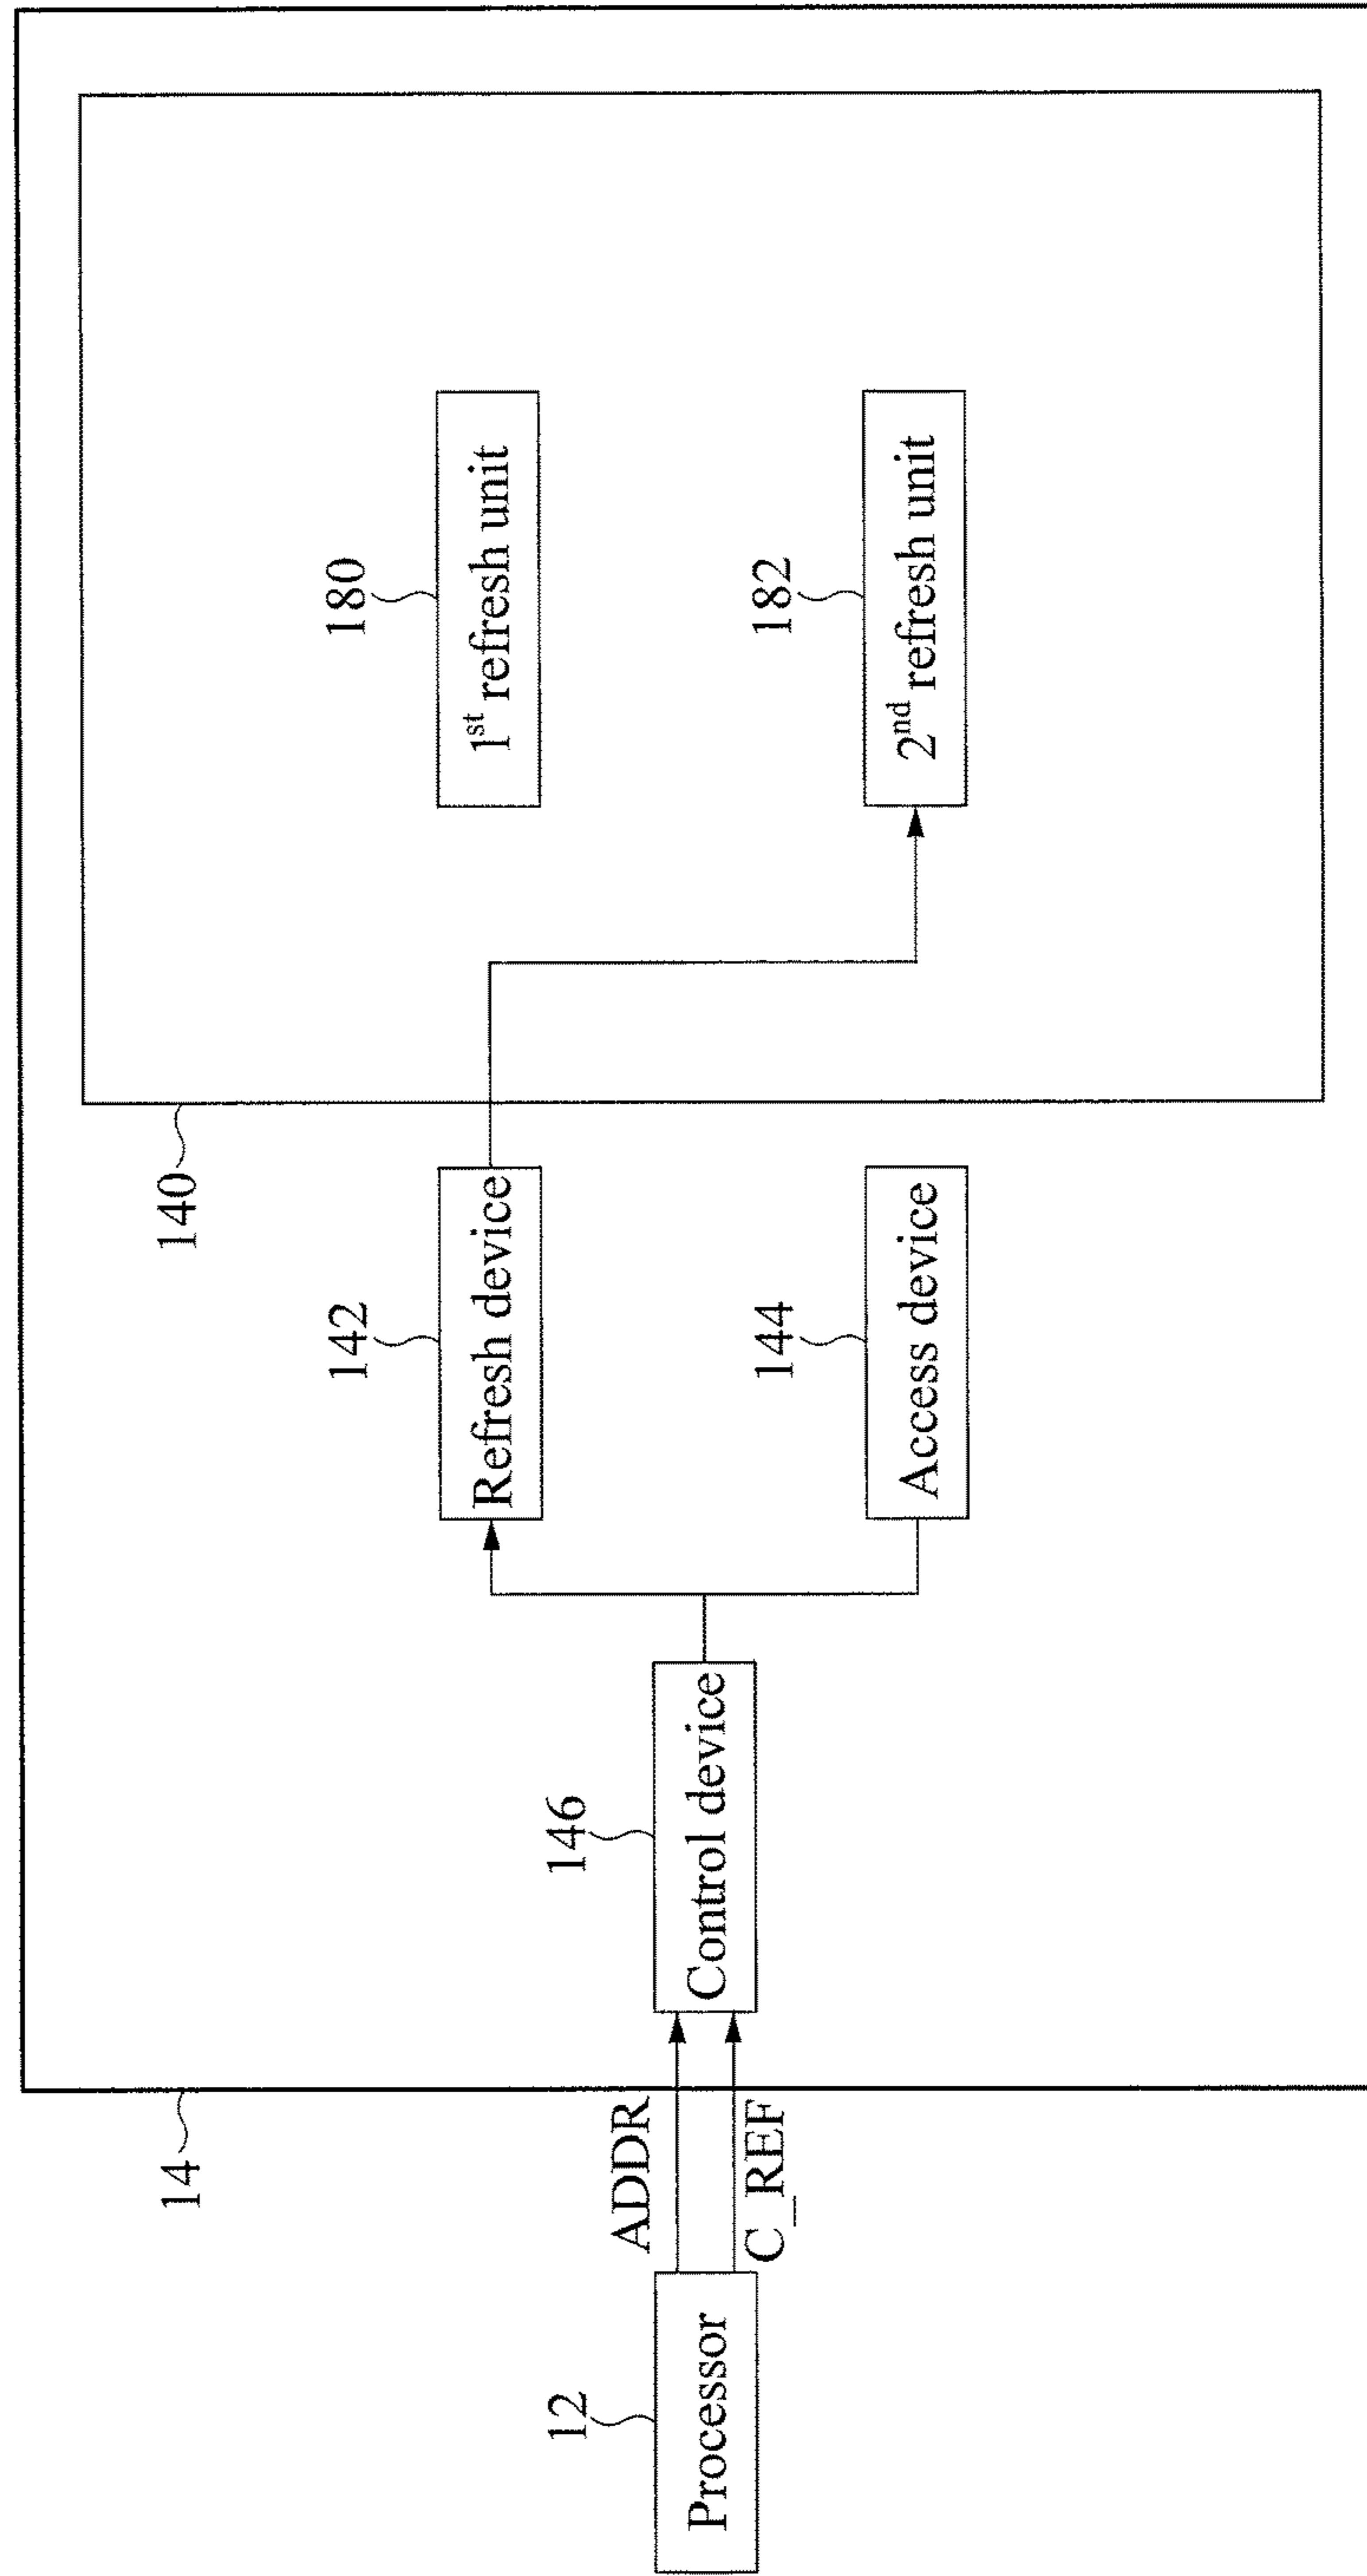 14
140
12
Processor
ADDR
C_REF
146
Control device
142
Refresh device
144
Access device
180
1st refresh unit
182
2nd refresh unit